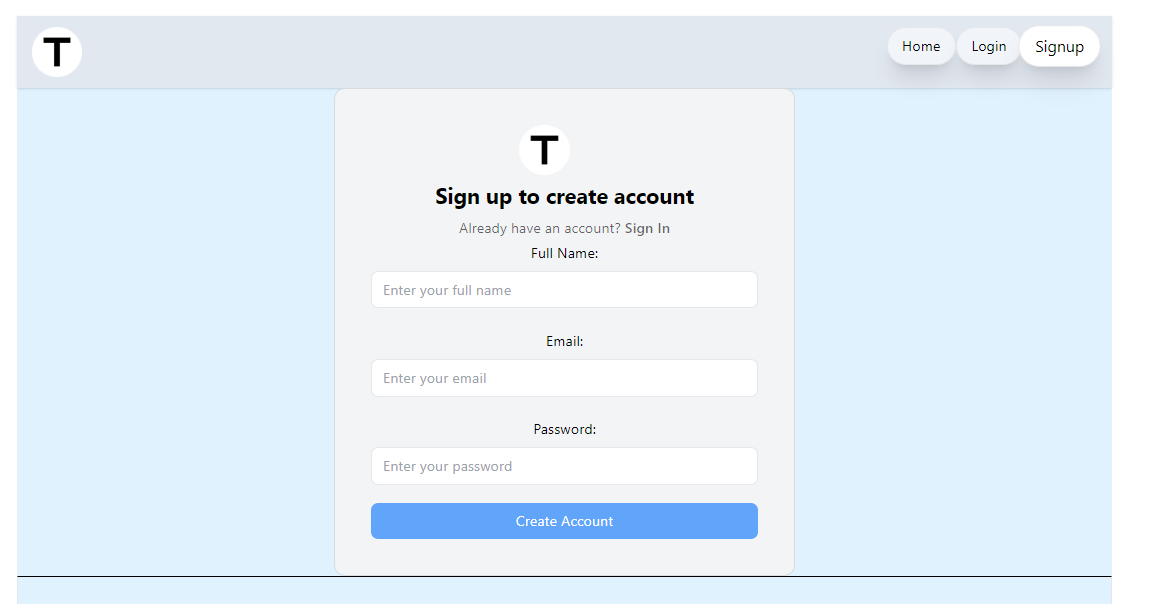 T
Home Login Signup
T
Sign up to create account
Already have an account? Sign In
Full Name:
Enter your full name
Email:
Enter your email
Password:
Enter your password
Create Account